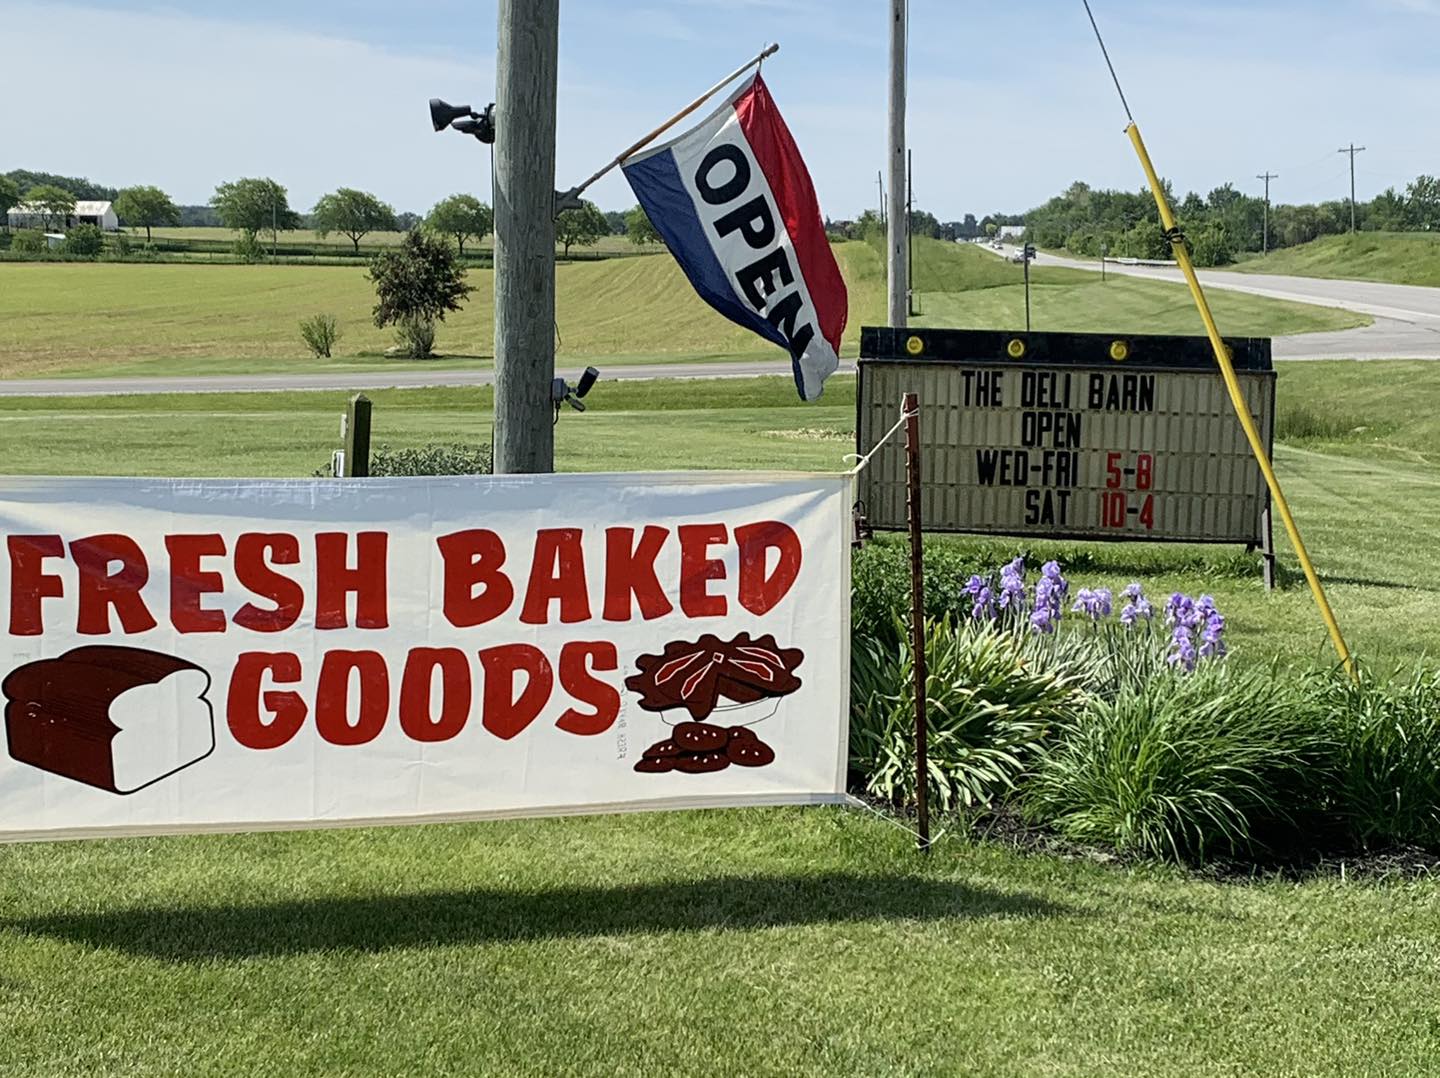 OPEN
THE DELI BARN
OPEN
WED-FRI 5-8
SAT 10-4
FRESH BAKED
GOODS